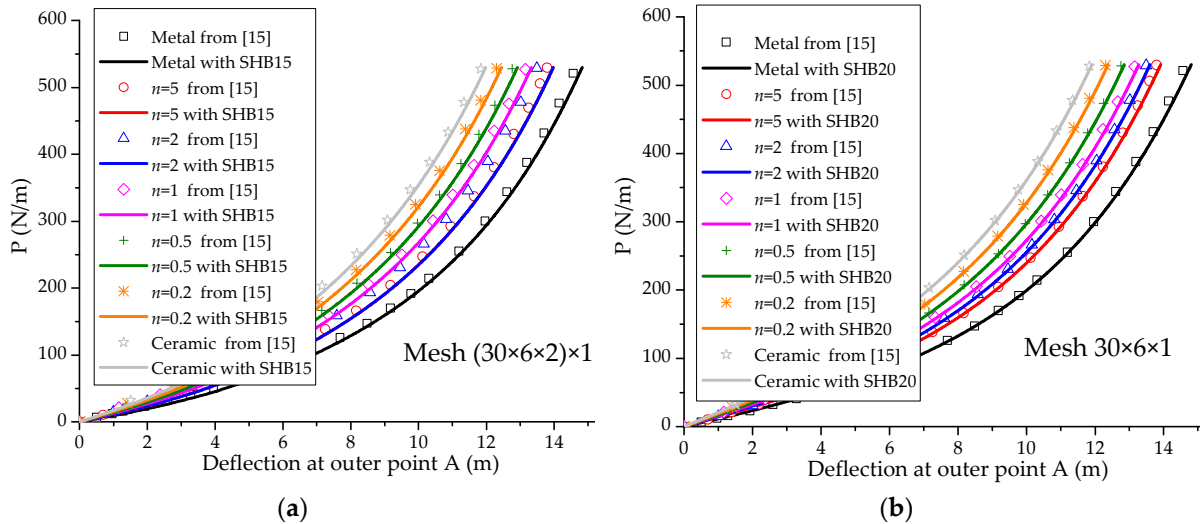 600
500
400
300
200
100
0
P (N/m)
Metal from [15]
Metal with SHB15
n=5 from [15]
n=5 with SHB15
n=2 from [15]
n=2 with SHB15
n=1 from [15]
n=1 with SHB15
n=0.5 from [15]
n=0.5 with SHB15
n=0.2 from [15]
n=0.2 with SHB15
Ceramic from [15]
Ceramic with SHB15
Mesh (30×6×2)×1
0 2 4 6 8 10 12 14
Deflection at outer point A (m)
(a)
600
500
400
300
200
100
0
P (N/m)
Metal from [15]
Metal with SHB20
n=5 from [15]
n=5 with SHB20
n=2 from [15]
n=2 with SHB20
n=1 from [15]
n=1 with SHB20
n=0.5 from [15]
n=0.5 with SHB20
n=0.2 from [15]
n=0.2 with SHB20
Ceramic from [15]
Ceramic with SHB20
Mesh 30×6×1
0 2 4 6 8 10 12 14
Deflection at outer point A (m)
(b)